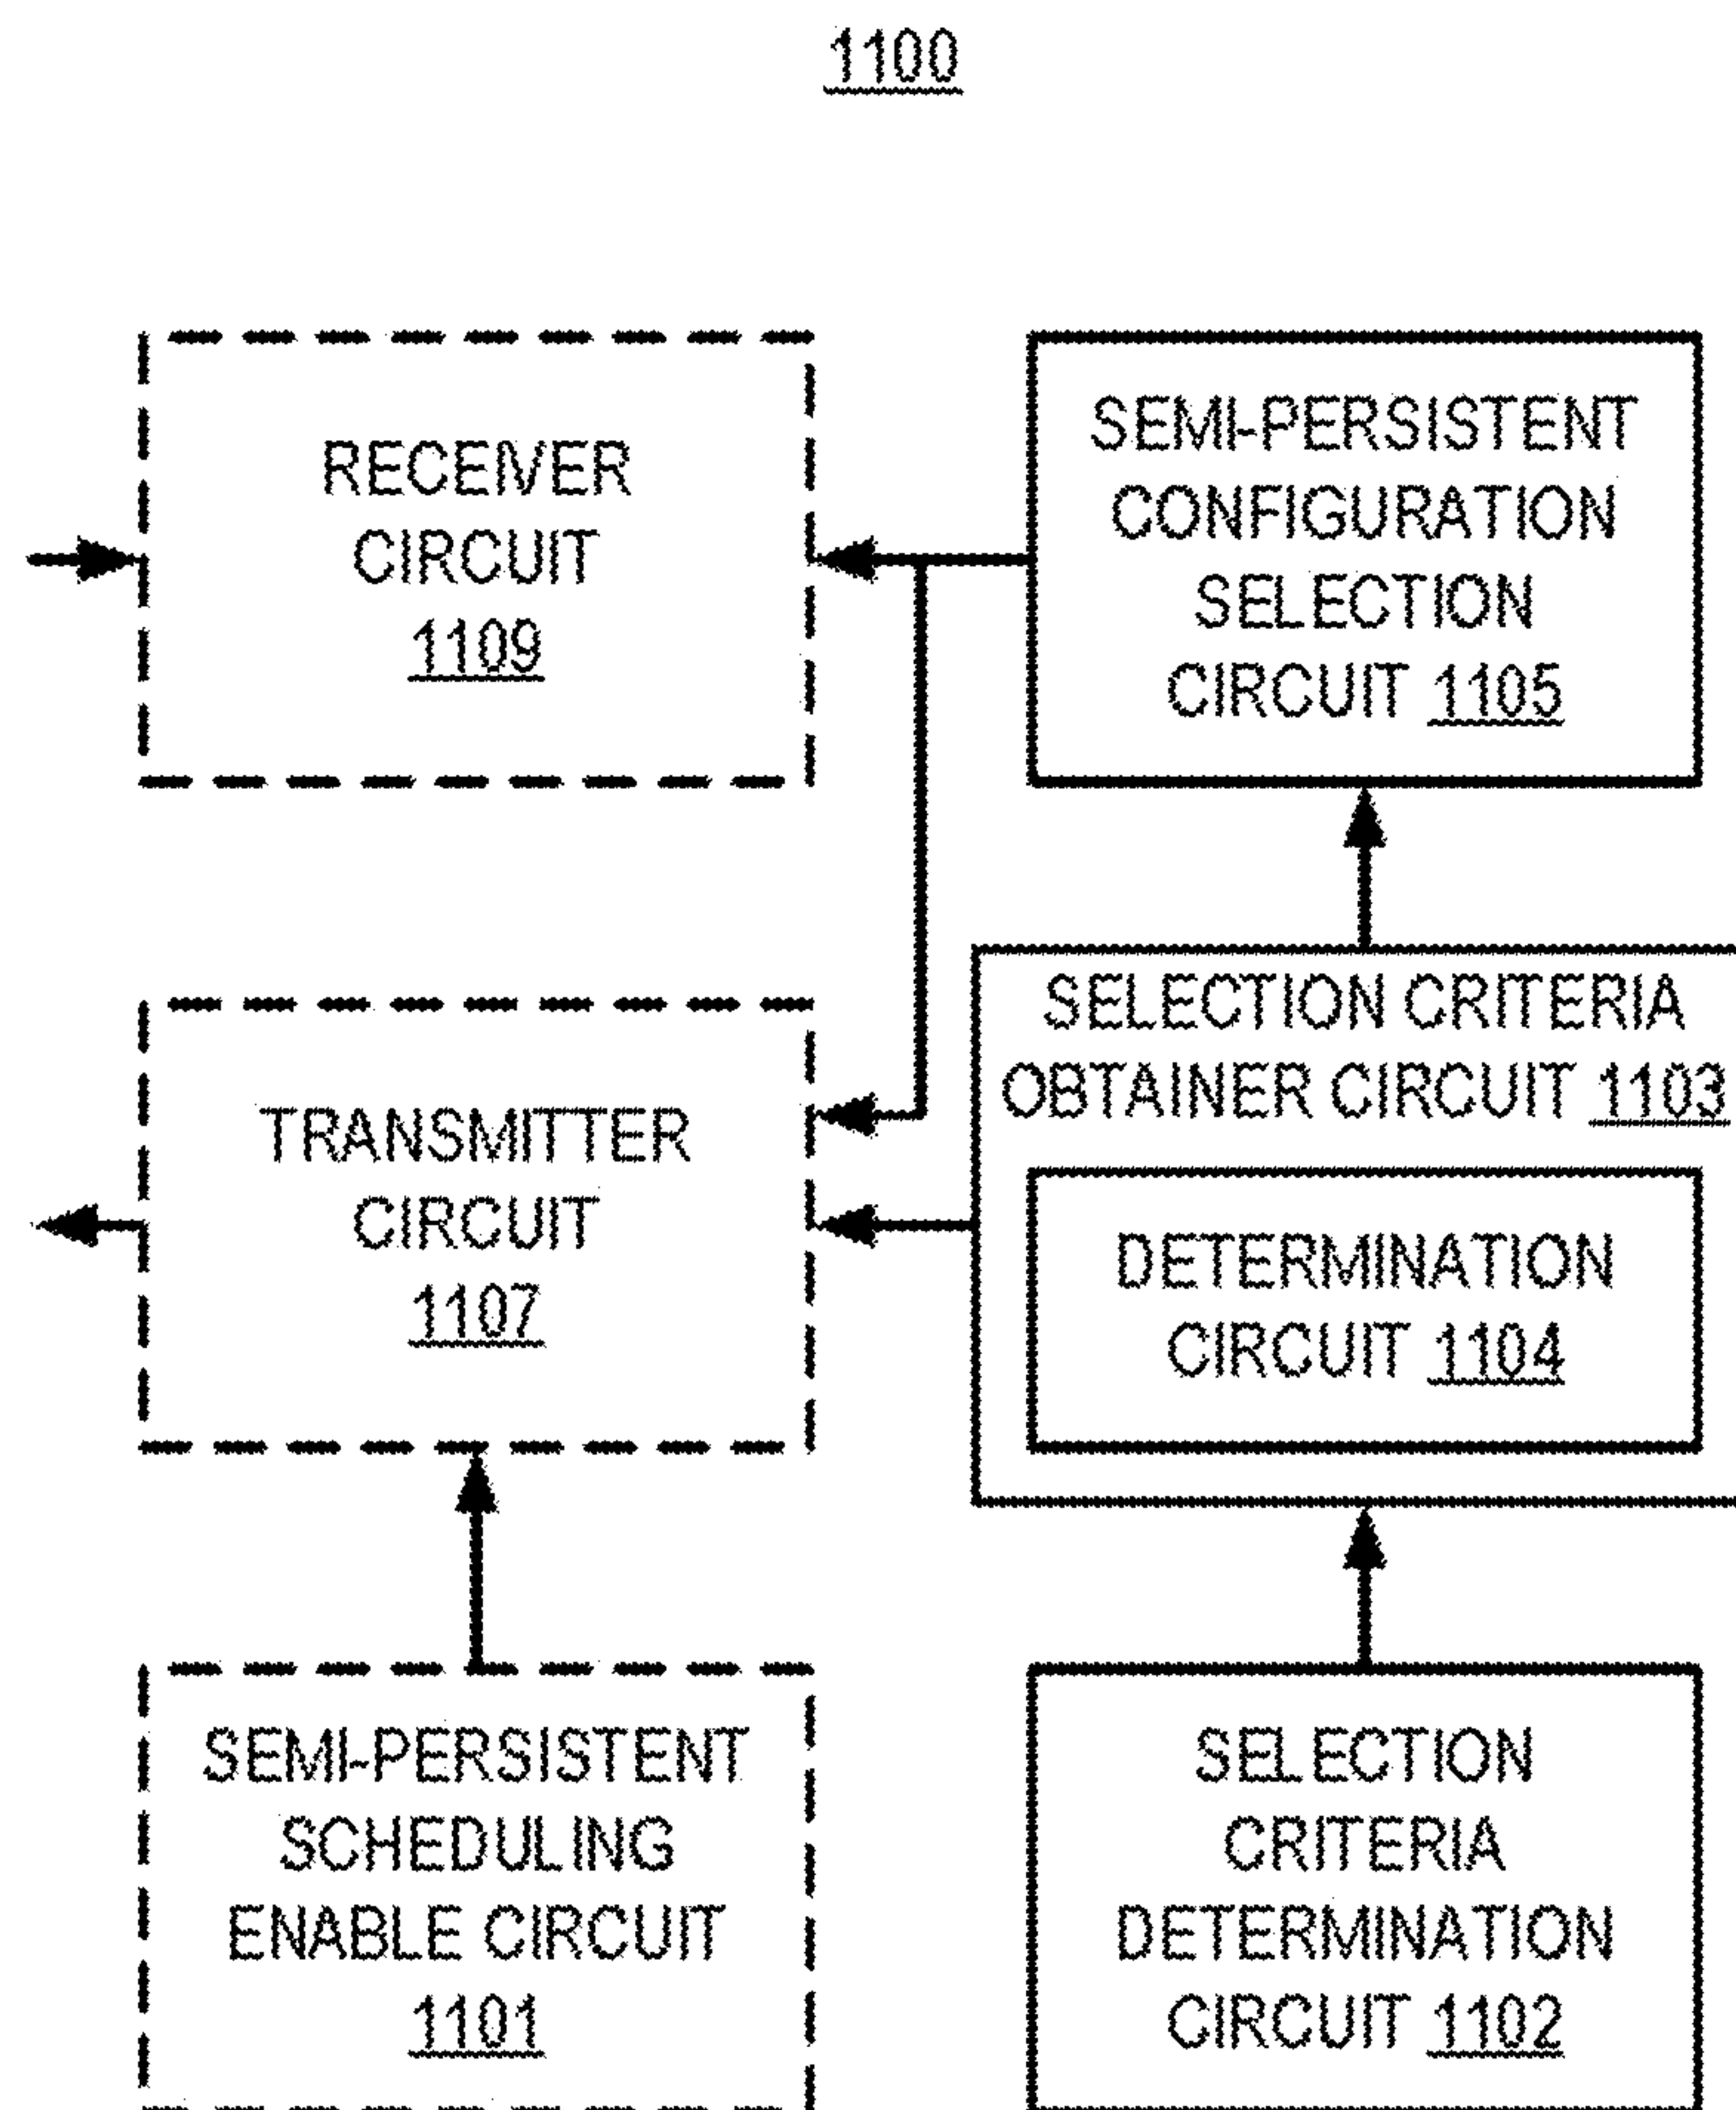 1100
RECEIVER
CIRCUIT
1109
SEMI-PERSISTENT
CONFIGURATION
SELECTION
CIRCUIT 1105
SELECTION CRITERIA
OBTAINER CIRCUIT 1103
TRANSMITTER
CIRCUIT
1107
DETERMINATION
CIRCUIT 1104
SEMI-PERSISTENT
SCHEDULING
ENABLE CIRCUIT
1101
SELECTION
CRITERIA
DETERMINATION
CIRCUIT 1102